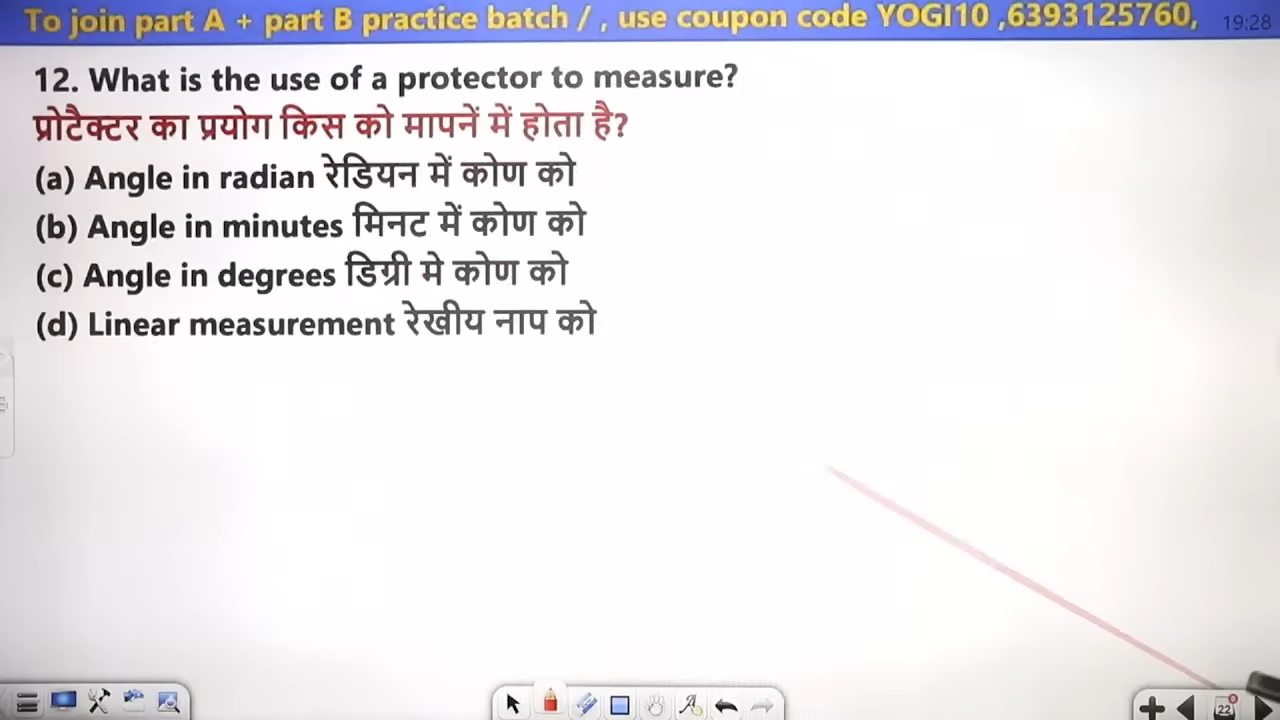 To join part A + part B practice batch / , use coupon code YOGI10 ,6393125760,
19:28
12. What is the use of a protector to measure?
प्रोटैक्टर का प्रयोग किस को मापनें में होता है?
(a) Angle in radian रेडियन में कोण को
(b) Angle in minutes मिनट में कोण को
(c) Angle in degrees डिग्री मे कोण को
(d) Linear measurement रेखीय नाप को
22